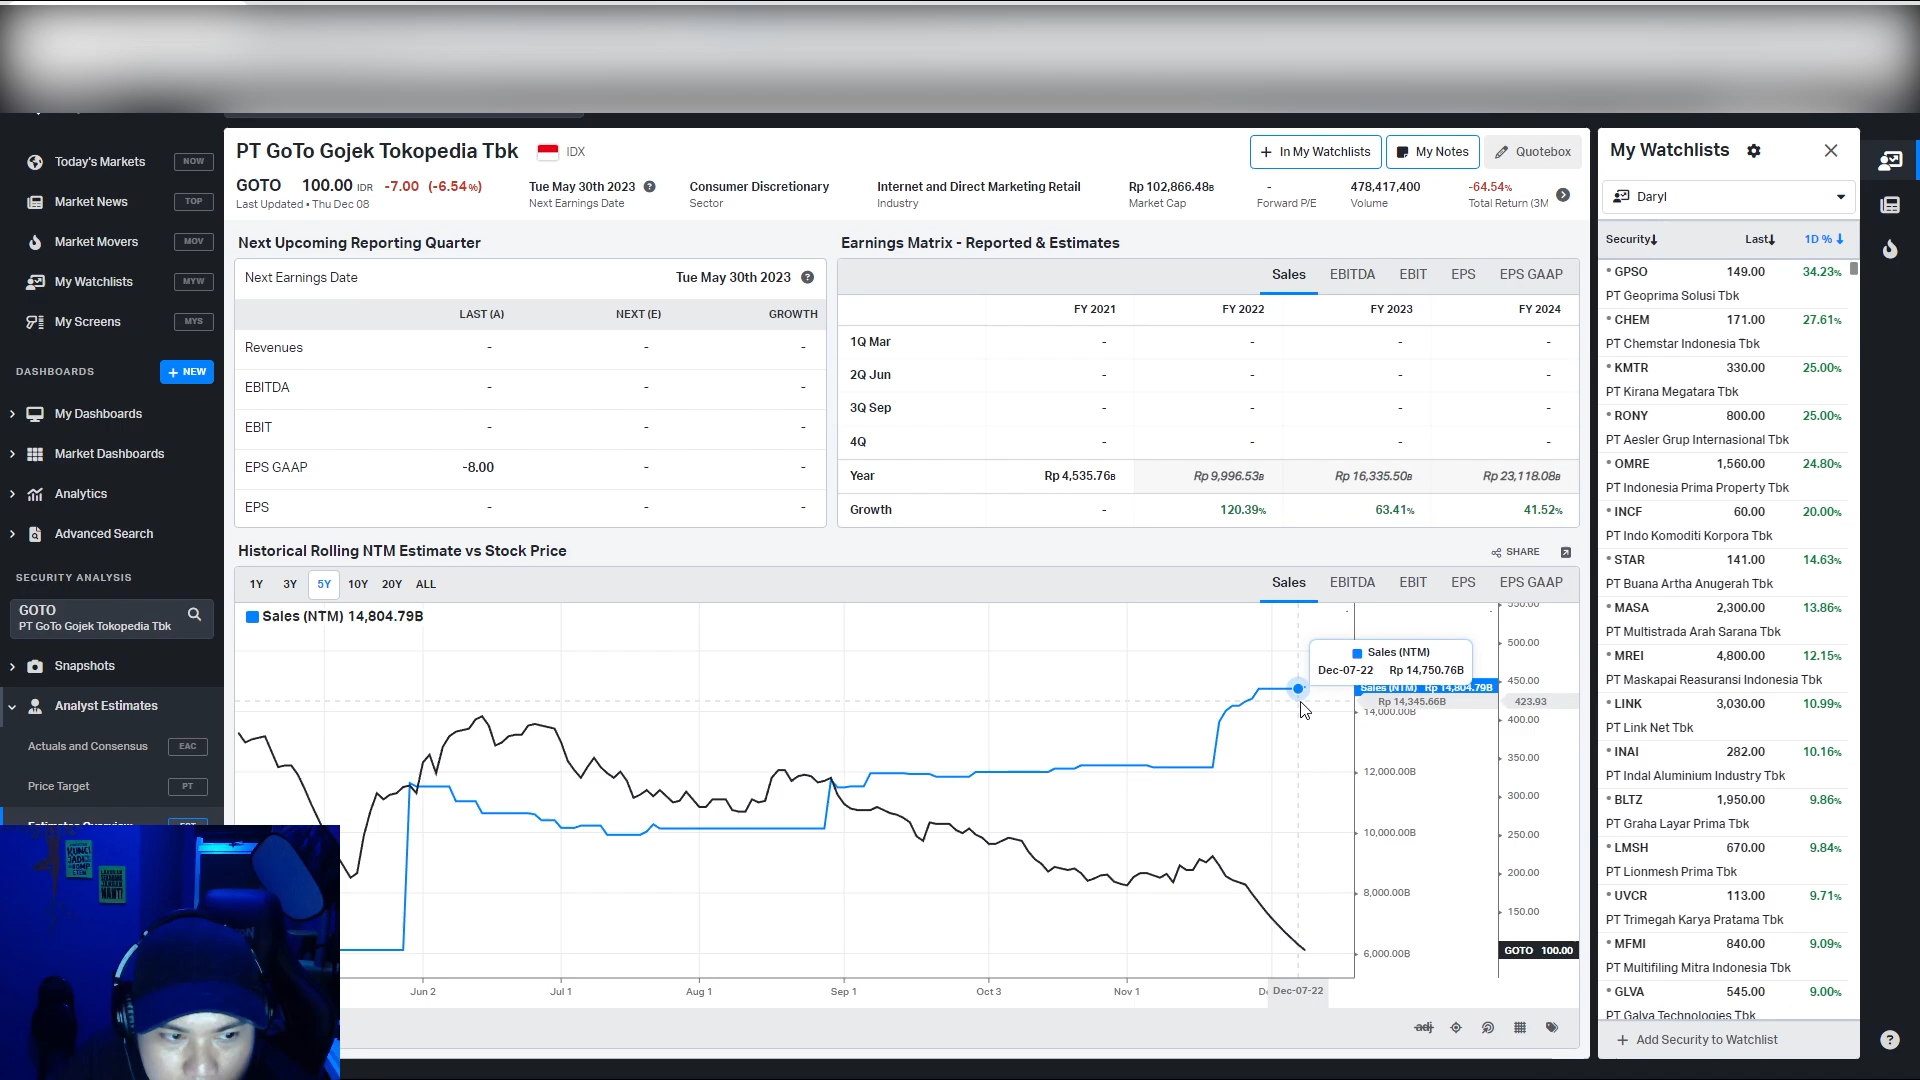 Today's Markets NOW
Market News TOP
Market Movers MOV
My Watchlists MYW
My Screens MYS
DASHBOARDS + NEW
My Dashboards
Market Dashboards
Analytics
Advanced Search
SECURITY ANALYSIS
GOTO
PT GoTo Gojek Tokopedia Tbk
Snapshots
Analyst Estimates
Actuals and Consensus EAC
Price Target PT
Estimates Overview EST
PT GoTo Gojek Tokopedia Tbk IDX
+ In My Watchlists My Notes Quotebox
GOTO 100.00 IDR -7.00 (-6.54%)
Last Updated • Thu Dec 08
Tue May 30th 2023
Next Earnings Date
Consumer Discretionary
Sector
Internet and Direct Marketing Retail
Industry
Rp 102,866.48B
Market Cap
-
Forward P/E
478,417,400
Volume
-64.54%
Total Return (3M
Next Upcoming Reporting Quarter
Next Earnings Date Tue May 30th 2023
LAST (A) NEXT (E) GROWTH
Revenues - - -
EBITDA - - -
EBIT - - -
EPS GAAP -8.00 - -
EPS - - -
Earnings Matrix - Reported & Estimates
Sales EBITDA EBIT EPS EPS GAAP
FY 2021 FY 2022 FY 2023 FY 2024
1Q Mar - - - -
2Q Jun - - - -
3Q Sep - - - -
4Q - - - -
Year Rp 4,535.76B Rp 9,996.53B Rp 16,335.50B Rp 23,118.08B
Growth - 120.39% 63.41% 41.52%
Historical Rolling NTM Estimate vs Stock Price
SHARE
1Y 3Y 5Y 10Y 20Y ALL
Sales EBITDA EBIT EPS EPS GAAP
Sales (NTM) 14,804.79B
Sales (NTM)
Dec-07-22 Rp 14,750.76B
Sales (NTM) Rp 14,804.79B
Rp 14,345.66B
423.93
14,000.00B
12,000.00B
10,000.00B
8,000.00B
6,000.00B
550.00
500.00
450.00
400.00
350.00
300.00
250.00
200.00
150.00
GOTO 100.00
Jun 2 Jul 1 Aug 1 Sep 1 Oct 3 Nov 1 Dec-07-22
adj
My Watchlists
Daryl
Security Last 1D %
GPSO 149.00 34.23%
PT Geoprima Solusi Tbk
CHEM 171.00 27.61%
PT Chemstar Indonesia Tbk
KMTR 330.00 25.00%
PT Kirana Megatara Tbk
RONY 800.00 25.00%
PT Aesler Grup Internasional Tbk
OMRE 1,560.00 24.80%
PT Indonesia Prima Property Tbk
INCF 60.00 20.00%
PT Indo Komoditi Korpora Tbk
STAR 141.00 14.63%
PT Buana Artha Anugerah Tbk
MASA 2,300.00 13.86%
PT Multistrada Arah Sarana Tbk
MREI 4,800.00 12.15%
PT Maskapai Reasuransi Indonesia Tbk
LINK 3,030.00 10.99%
PT Link Net Tbk
INAI 282.00 10.16%
PT Indal Aluminium Industry Tbk
BLTZ 1,950.00 9.86%
PT Graha Layar Prima Tbk
LMSH 670.00 9.84%
PT Lionmesh Prima Tbk
UVCR 113.00 9.71%
PT Trimegah Karya Pratama Tbk
MFMI 840.00 9.09%
PT Multifiling Mitra Indonesia Tbk
GLVA 545.00 9.00%
PT Galva Technologies Tbk
+ Add Security to Watchlist